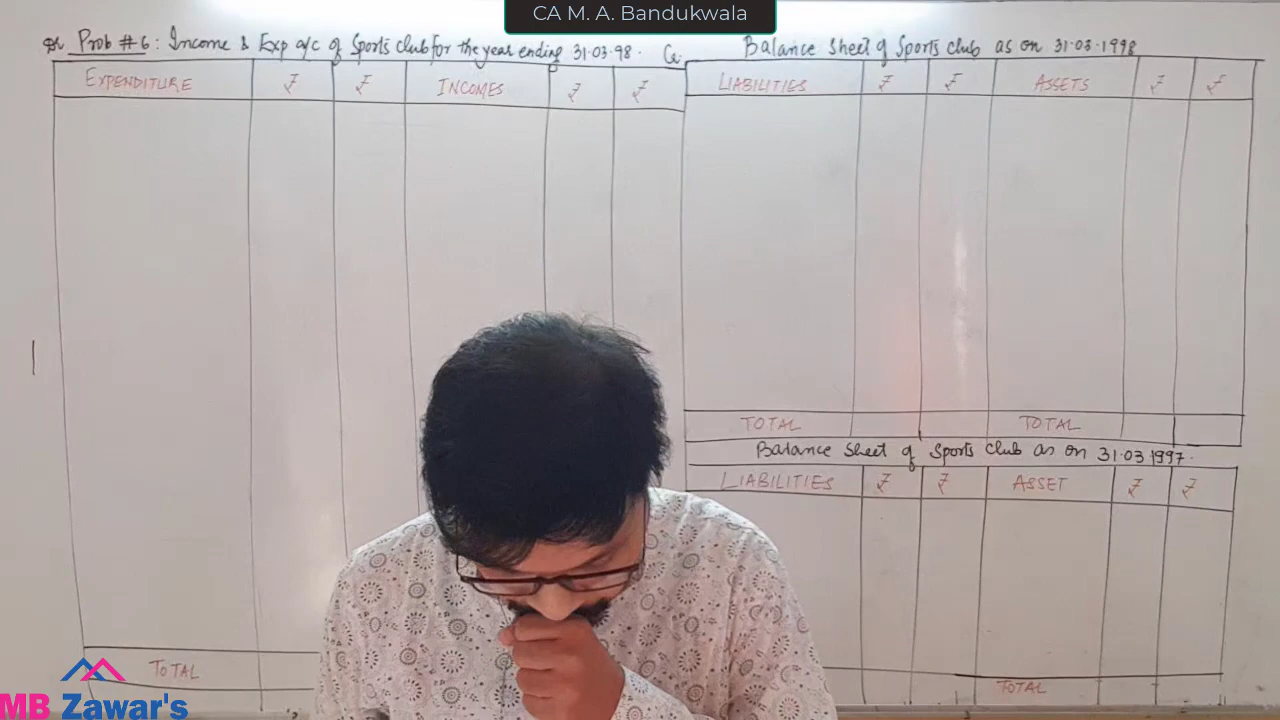 CA M. A. Bandukwala
Dr. Prob # 6 : Income & Exp a/c of Sports club for the year ending 31.03.98. Cr.
EXPENDITURE ₹ ₹ INCOMES ₹ ₹
TOTAL
Balance Sheet of Sports club as on 31.03.1998
LIABILITIES ₹ ₹ ASSETS ₹ ₹
TOTAL TOTAL
Balance Sheet of Sports Club as on 31.03.1997.
LIABILITIES ₹ ₹ ASSET ₹ ₹
TOTAL
MB Zawar's